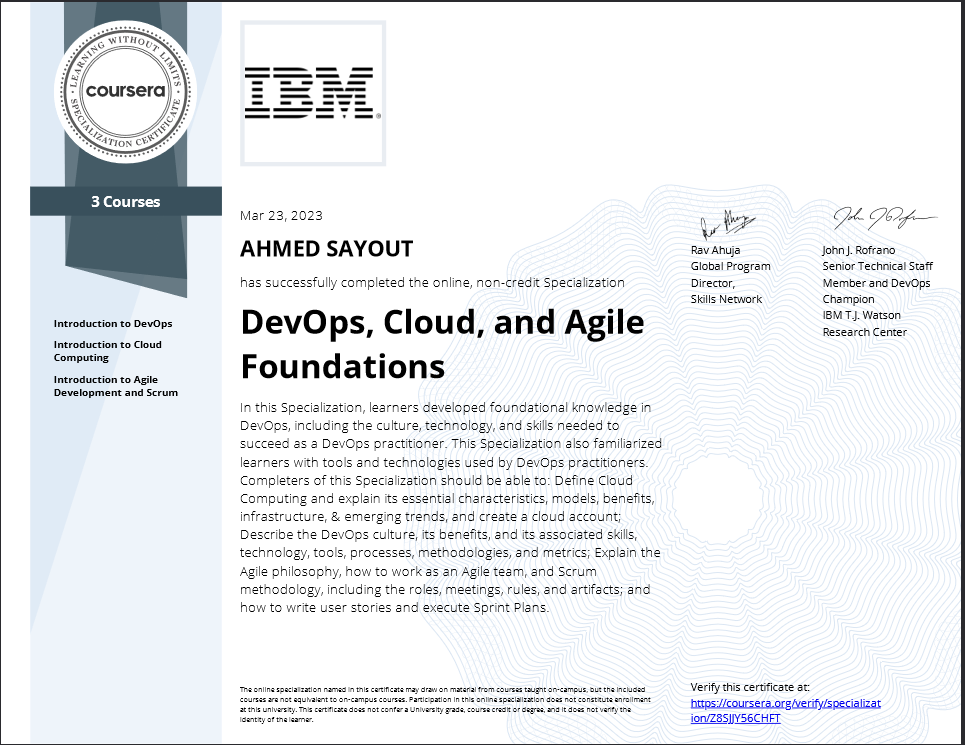 LEARNING WITHOUT LIMITS
coursera
SPECIALIZATION CERTIFICATE
IBM®
3 Courses
Introduction to DevOps
Introduction to Cloud
Computing
Introduction to Agile
Development and Scrum
Mar 23, 2023
AHMED SAYOUT
has successfully completed the online, non-credit Specialization
DevOps, Cloud, and Agile
Foundations
In this Specialization, learners developed foundational knowledge in
DevOps, including the culture, technology, and skills needed to
succeed as a DevOps practitioner. This Specialization also familiarized
learners with tools and technologies used by DevOps practitioners.
Completers of this Specialization should be able to: Define Cloud
Computing and explain its essential characteristics, models, benefits,
infrastructure, & emerging trends, and create a cloud account;
Describe the DevOps culture, its benefits, and its associated skills,
technology, tools, processes, methodologies, and metrics; Explain the
Agile philosophy, how to work as an Agile team, and Scrum
methodology, including the roles, meetings, rules, and artifacts; and
how to write user stories and execute Sprint Plans.
Rav Ahuja
Rav Ahuja
Global Program
Director,
Skills Network
John J Rofrano
John J. Rofrano
Senior Technical Staff
Member and DevOps
Champion
IBM T.J. Watson
Research Center
The online specialization named in this certificate may draw on material from courses taught on-campus, but the included
courses are not equivalent to on-campus courses. Participation in this online specialization does not constitute enrollment
at this university. This certificate does not confer a University grade, course credit or degree, and it does not verify the
identity of the learner.
Verify this certificate at:
https://coursera.org/verify/specializat
ion/Z8SJJY56CHFT